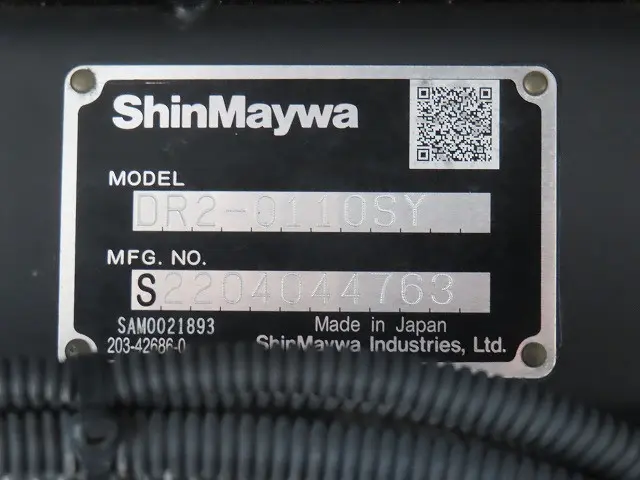 ShinMaywa
MODEL
DR2-0110SY
MFG. NO.
S2204044763
SAM0021893
Made in Japan
203-42686-0
ShinMaywa Industries, Ltd.